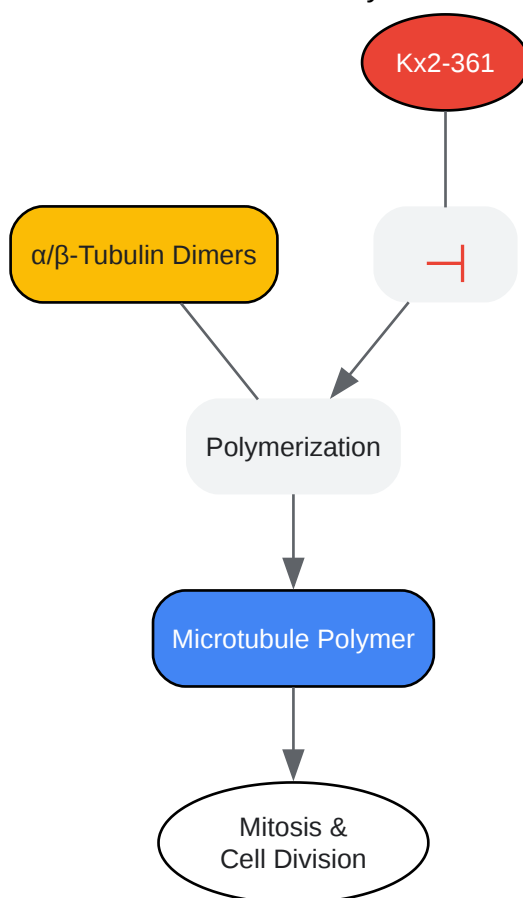 Kx2-361
α/β-Tubulin Dimers
⊣
Polymerization
Microtubule Polymer
Mitosis &
Cell Division